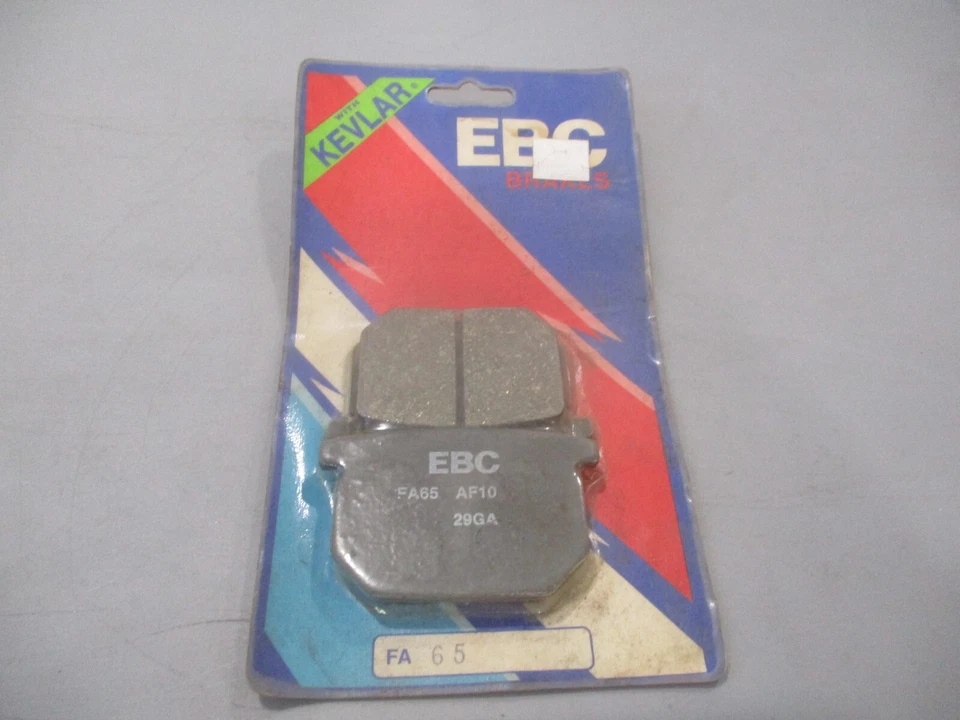 WITH
KEVLAR®
EBC
BRAKES
EBC
FA65 AF10
29GA
FA 65